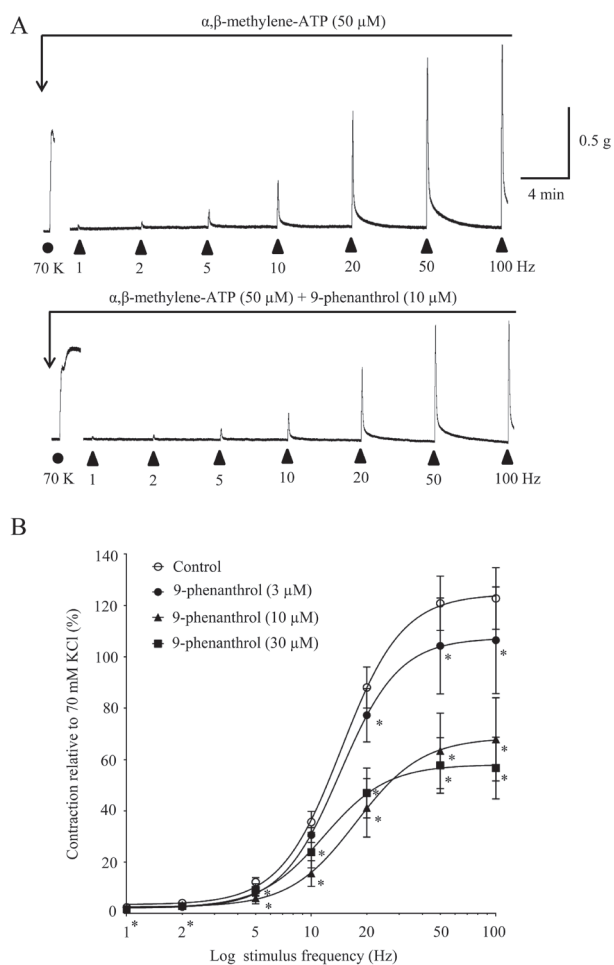 A
α,β-methylene-ATP (50 µM)
0.5 g
4 min
70 K 1 2 5 10 20 50 100 Hz
α,β-methylene-ATP (50 µM) + 9-phenanthrol (10 µM)
70 K 1 2 5 10 20 50 100 Hz
B
Contraction relative to 70 mM KCl (%)
140
120
100
80
60
40
20
0
Control
9-phenanthrol (3 µM)
9-phenanthrol (10 µM)
9-phenanthrol (30 µM)
* * * * * * * * * * * * * * *
1 2 5 10 20 50 100
Log stimulus frequency (Hz)